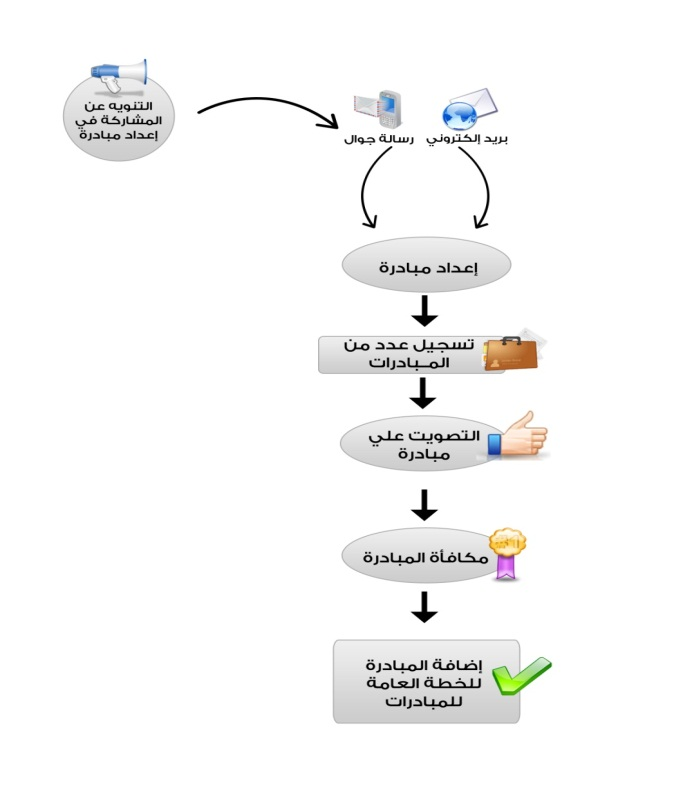 التنويه عن
المشاركة في
إعداد مبادرة
بريد إلكتروني
رسالة جوال
إعداد مبادرة
تسجيل عدد من
المـبادرات
التصويت علي
مبادرة
مكافأة المبادرة
إضافة المبادرة
للخطة العامة
للمبادرات